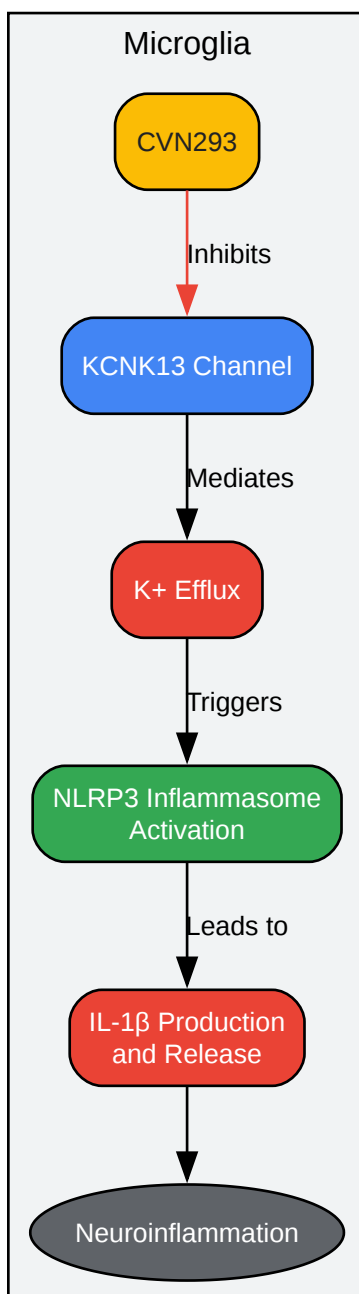 Microglia
CVN293
Inhibits
KCNK13 Channel
Mediates
K+ Efflux
Triggers
NLRP3 Inflammasome
Activation
Leads to
IL-1β Production
and Release
Neuroinflammation